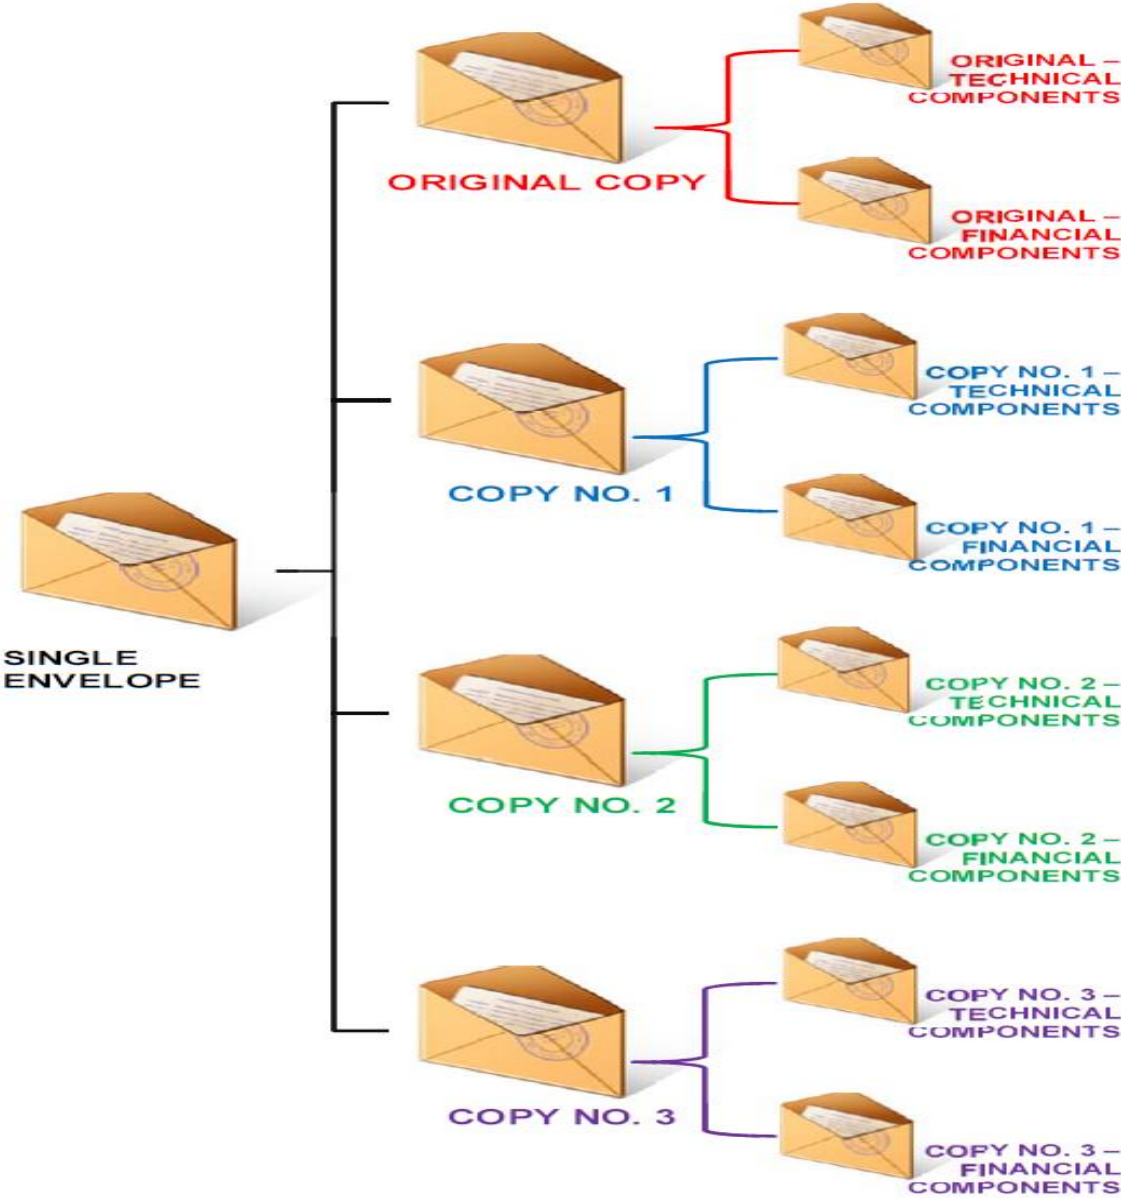 ORIGINAL –
TECHNICAL
COMPONENTS
ORIGINAL COPY
ORIGINAL –
FINANCIAL
COMPONENTS
COPY NO. 1 –
TECHNICAL
COMPONENTS
COPY NO. 1
COPY NO. 1 –
FINANCIAL
COMPONENTS
SINGLE
ENVELOPE
COPY NO. 2 –
TECHNICAL
COMPONENTS
COPY NO. 2
COPY NO. 2 –
FINANCIAL
COMPONENTS
COPY NO. 3 –
TECHNICAL
COMPONENTS
COPY NO. 3
COPY NO. 3 –
FINANCIAL
COMPONENTS